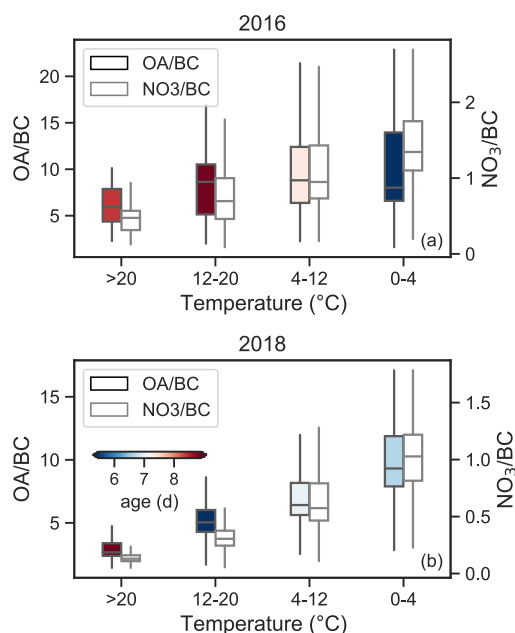 2016
OA/BC
NO3/BC
20
15
10
5
OA/BC
2
1
0
NO₃/BC
(a)
>20 12-20 4-12 0-4
Temperature (°C)
2018
OA/BC
NO3/BC
15
10
5
OA/BC
6 7 8
age (d)
1.5
1.0
0.5
0.0
NO₃/BC
(b)
>20 12-20 4-12 0-4
Temperature (°C)